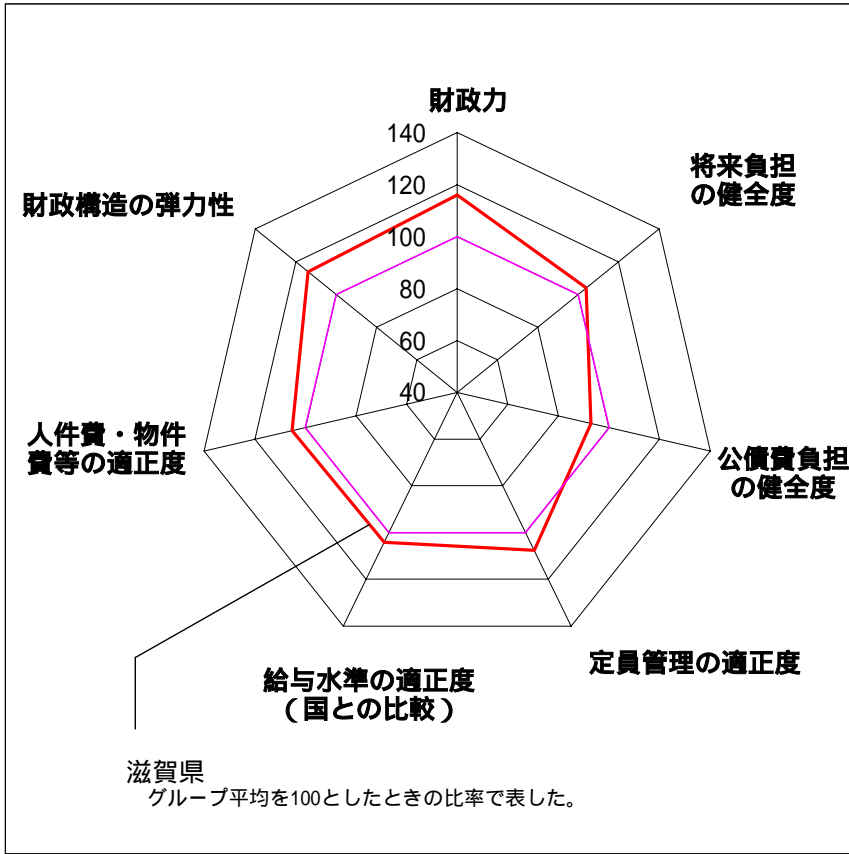 財政力
140
120
100
80
60
40
将来負担
の健全度
公債費負担
の健全度
定員管理の適正度
給与水準の適正度
（国との比較）
人件費・物件
費等の適正度
財政構造の弾力性
滋賀県
グループ平均を100としたときの比率で表した。